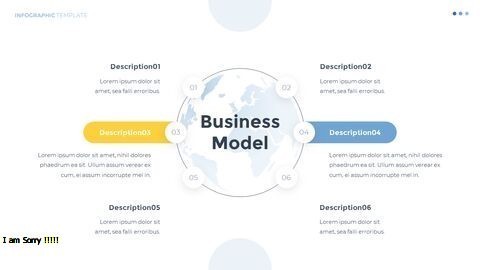 INFOGRAPHIC TEMPLATE
Description01
Lorem ipsum dolor sit
amet, sea falli erroribus.
01
Description02
Lorem ipsum dolor sit
amet, sea falli erroribus.
02
Business
Model
Description03
03
Lorem ipsum dolor sit amet, nihil dolores
phaedrum ea sit. Ullum assum verear ex
cum, ei essent tincidunt mel in.
04
Description04
Lorem ipsum dolor sit amet, nihil dolores
phaedrum ea sit. Ullum assum verear ex
cum, ei essent tincidunt mel in.
05
Description05
Lorem ipsum dolor sit
amet, sea falli erroribus.
06
Description06
Lorem ipsum dolor sit
amet, sea falli erroribus.
I am Sorry !!!!!